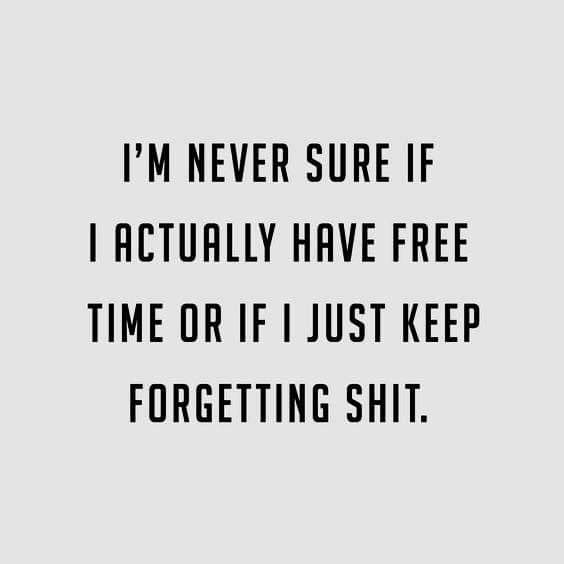 I’M NEVER SURE IF
I ACTUALLY HAVE FREE
TIME OR IF I JUST KEEP
FORGETTING SHIT.